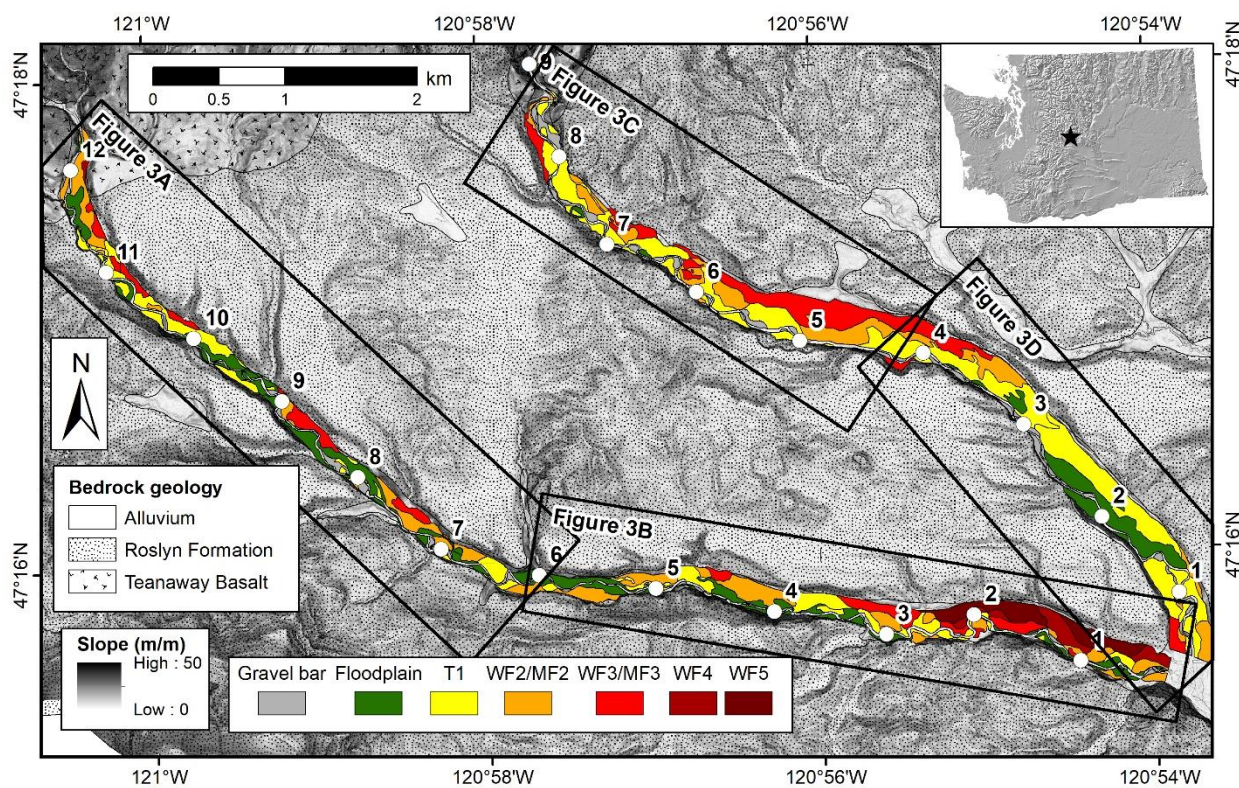 121°W 120°58'W 120°56'W 120°54'W
47°18'N
47°18'N
km
0 0.5 1 2
Figure 3A
Figure 3C
Figure 3D
Figure 3B
12
11
10
9
8
7
6
5
4
3
2
1
9
8
7
6
5
4
3
2
1
N
Bedrock geology
Alluvium
Roslyn Formation
Teanaway Basalt
Slope (m/m)
High : 50
Low : 0
Gravel bar Floodplain T1 WF2/MF2 WF3/MF3 WF4 WF5
47°16'N
47°16'N
121°W 120°58'W 120°56'W 120°54'W